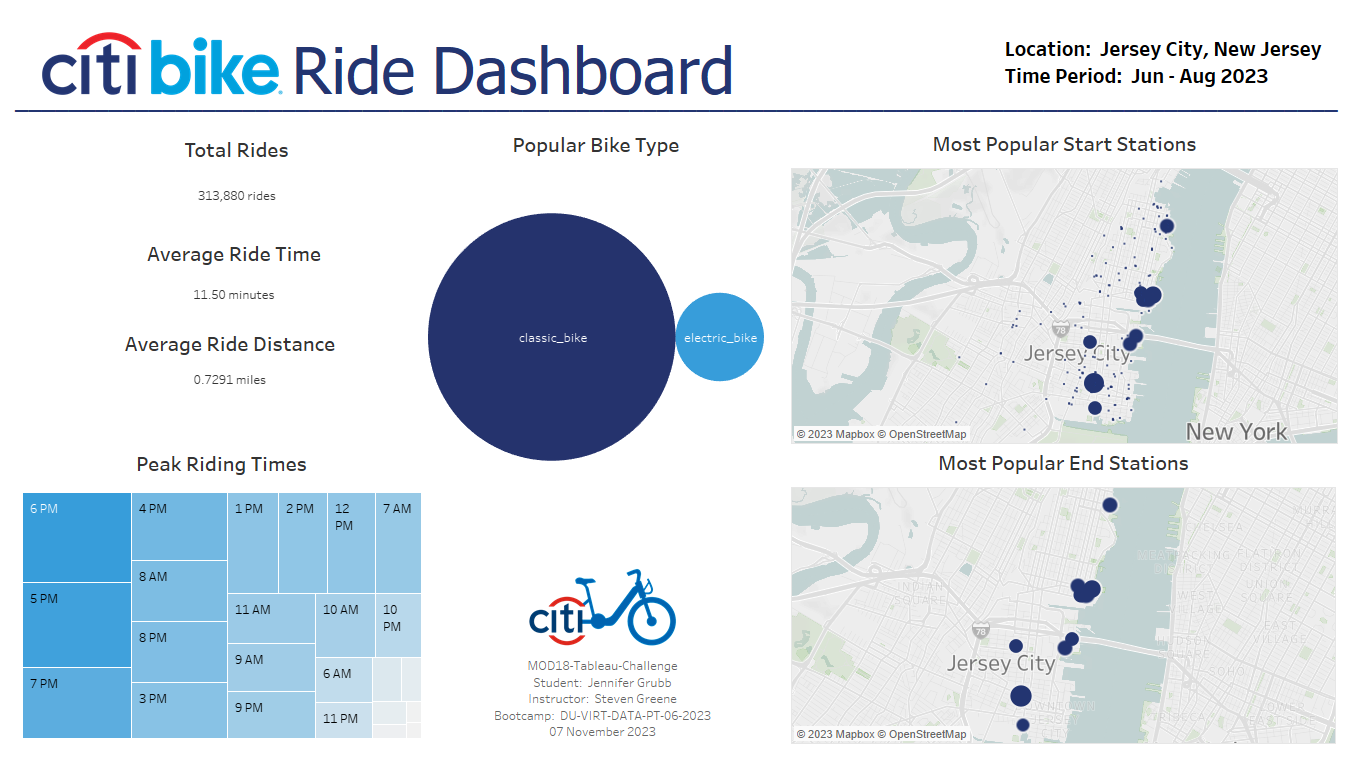 citi bike Ride Dashboard
Location: Jersey City, New Jersey
Time Period: Jun - Aug 2023
Total Rides
313,880 rides
Average Ride Time
11.50 minutes
Average Ride Distance
0.7291 miles
Popular Bike Type
classic_bike
electric_bike
Most Popular Start Stations
78
Jersey City
New York
© 2023 Mapbox © OpenStreetMap
Peak Riding Times
6 PM
5 PM
7 PM
4 PM
8 AM
8 PM
3 PM
1 PM
2 PM
12
PM
7 AM
11 AM
9 AM
9 PM
10 AM
10
PM
6 AM
11 PM
citi
MOD18-Tableau-Challenge
Student: Jennifer Grubb
Instructor: Steven Greene
Bootcamp: DU-VIRT-DATA-PT-06-2023
07 November 2023
Most Popular End Stations
CHELSEA
78
Jersey City
SOHO
LOWER
EAST SIDE
© 2023 Mapbox © OpenStreetMap